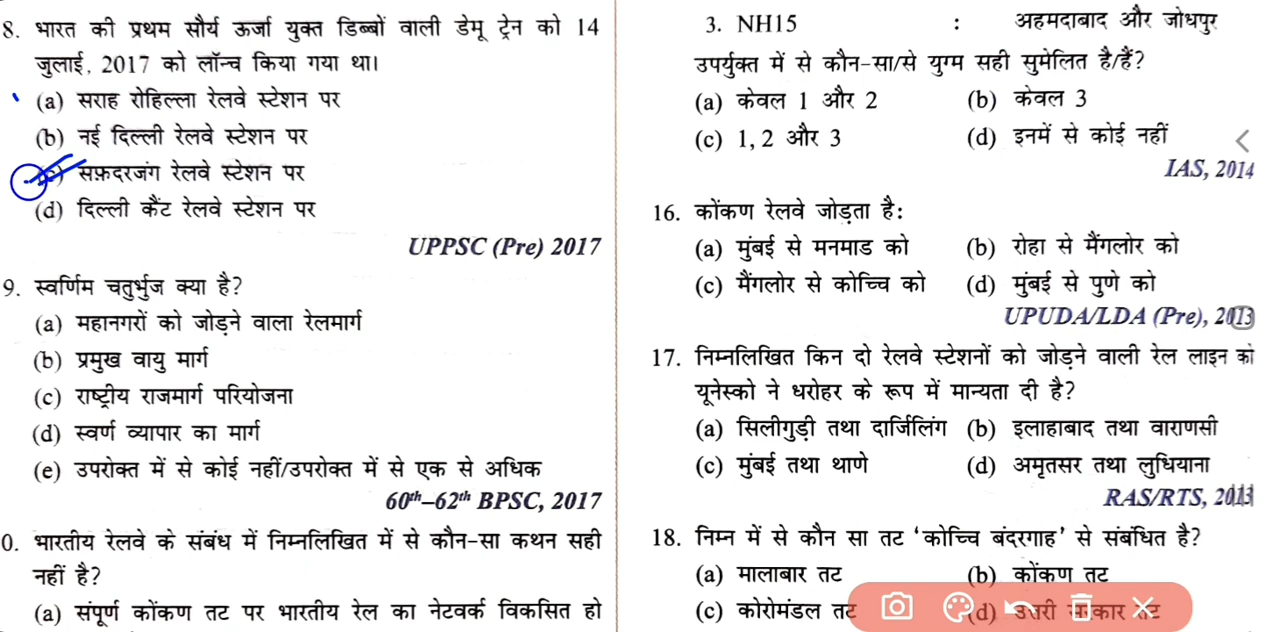 8. भारत की प्रथम सौर्य ऊर्जा युक्त डिब्बों वाली डेमू ट्रेन को 14
जुलाई, 2017 को लॉन्च किया गया था।
(a) सराह रोहिल्ला रेलवे स्टेशन पर
(b) नई दिल्ली रेलवे स्टेशन पर
(c) सफ़दरजंग रेलवे स्टेशन पर
(d) दिल्ली कैंट रेलवे स्टेशन पर
UPPSC (Pre) 2017
9. स्वर्णिम चतुर्भुज क्या है?
(a) महानगरों को जोड़ने वाला रेलमार्ग
(b) प्रमुख वायु मार्ग
(c) राष्ट्रीय राजमार्ग परियोजना
(d) स्वर्ण व्यापार का मार्ग
(e) उपरोक्त में से कोई नहीं/उपरोक्त में से एक से अधिक
60th–62th BPSC, 2017
0. भारतीय रेलवे के संबंध में निम्नलिखित में से कौन-सा कथन सही
नहीं है?
(a) संपूर्ण कोंकण तट पर भारतीय रेल का नेटवर्क विकसित हो
3. NH15 : अहमदाबाद और जोधपुर
उपर्युक्त में से कौन-सा/से युग्म सही सुमेलित है/हैं?
(a) केवल 1 और 2 (b) केवल 3
(c) 1, 2 और 3 (d) इनमें से कोई नहीं
IAS, 2014
16. कोंकण रेलवे जोड़ता है:
(a) मुंबई से मनमाड को (b) रोहा से मैंगलोर को
(c) मैंगलोर से कोच्चि को (d) मुंबई से पुणे को
UPUDA/LDA (Pre), 2013
17. निम्नलिखित किन दो रेलवे स्टेशनों को जोड़ने वाली रेल लाइन को
यूनेस्को ने धरोहर के रूप में मान्यता दी है?
(a) सिलीगुड़ी तथा दार्जिलिंग (b) इलाहाबाद तथा वाराणसी
(c) मुंबई तथा थाणे (d) अमृतसर तथा लुधियाना
RAS/RTS, 2013
18. निम्न में से कौन सा तट ‘कोच्चि बंदरगाह’ से संबंधित है?
(a) मालाबार तट (b) कोंकण तट
(c) कोरोमंडल तट (d) उत्तरी सरकार तट